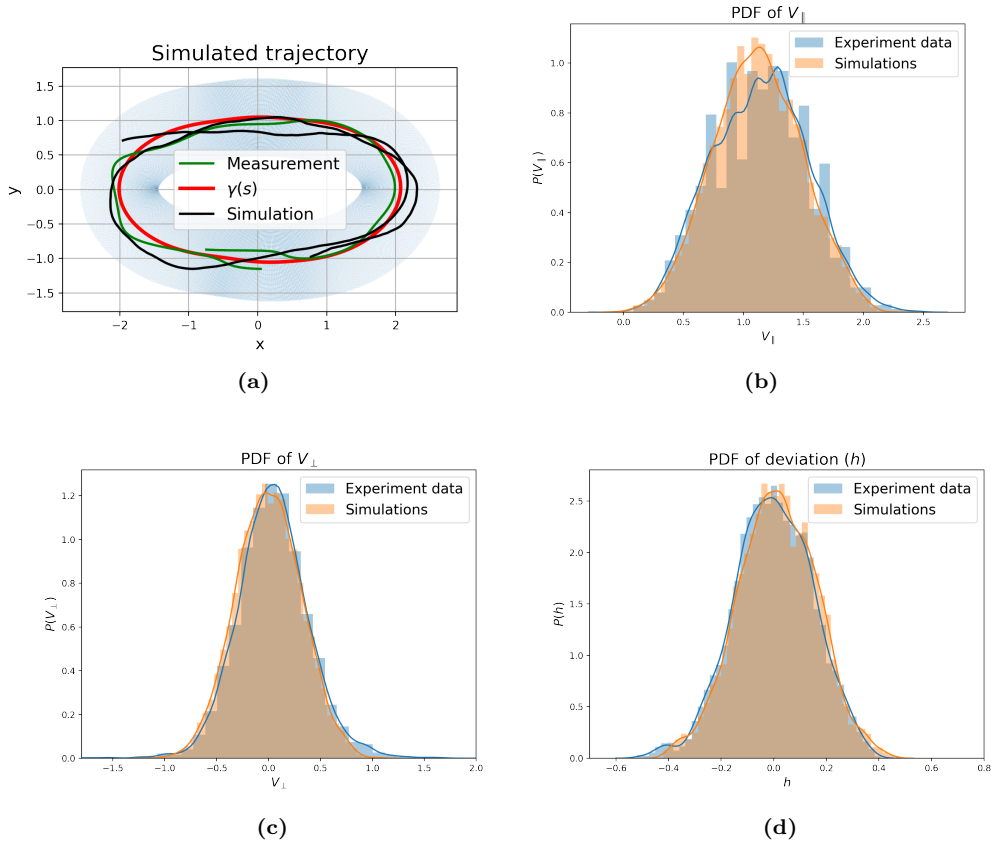 Simulated trajectory
1.5
1.0
0.5
0.0
−0.5
−1.0
−1.5
y
Measurement
γ(s)
Simulation
−2 −1 0 1 2
x
(a)
PDF of V∥
1.0
0.8
0.6
0.4
0.2
0.0
P(V∥)
Experiment data
Simulations
0.0 0.5 1.0 1.5 2.0 2.5
V∥
(b)
PDF of V⊥
1.2
1.0
0.8
0.6
0.4
0.2
0.0
P(V⊥)
Experiment data
Simulations
−1.5 −1.0 −0.5 0.0 0.5 1.0 1.5 2.0
V⊥
(c)
PDF of deviation (h)
2.5
2.0
1.5
1.0
0.5
0.0
P(h)
Experiment data
Simulations
−0.6 −0.4 −0.2 0.0 0.2 0.4 0.6 0.8
h
(d)